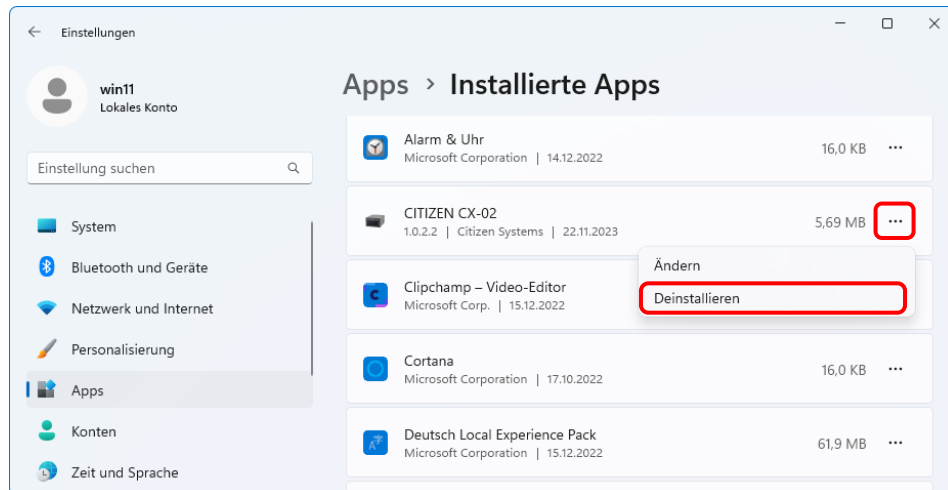 Einstellungen
win11
Lokales Konto
Einstellung suchen
System
Bluetooth und Geräte
Netzwerk und Internet
Personalisierung
Apps
Konten
Zeit und Sprache
Apps > Installierte Apps
Alarm & Uhr
Microsoft Corporation | 14.12.2022
16,0 KB
CITIZEN CX-02
1.0.2.2 | Citizen Systems | 22.11.2023
5,69 MB
Ändern
Deinstallieren
Clipchamp – Video-Editor
Microsoft Corp. | 15.12.2022
Cortana
Microsoft Corporation | 17.10.2022
16,0 KB
Deutsch Local Experience Pack
Microsoft Corporation | 15.12.2022
61,9 MB